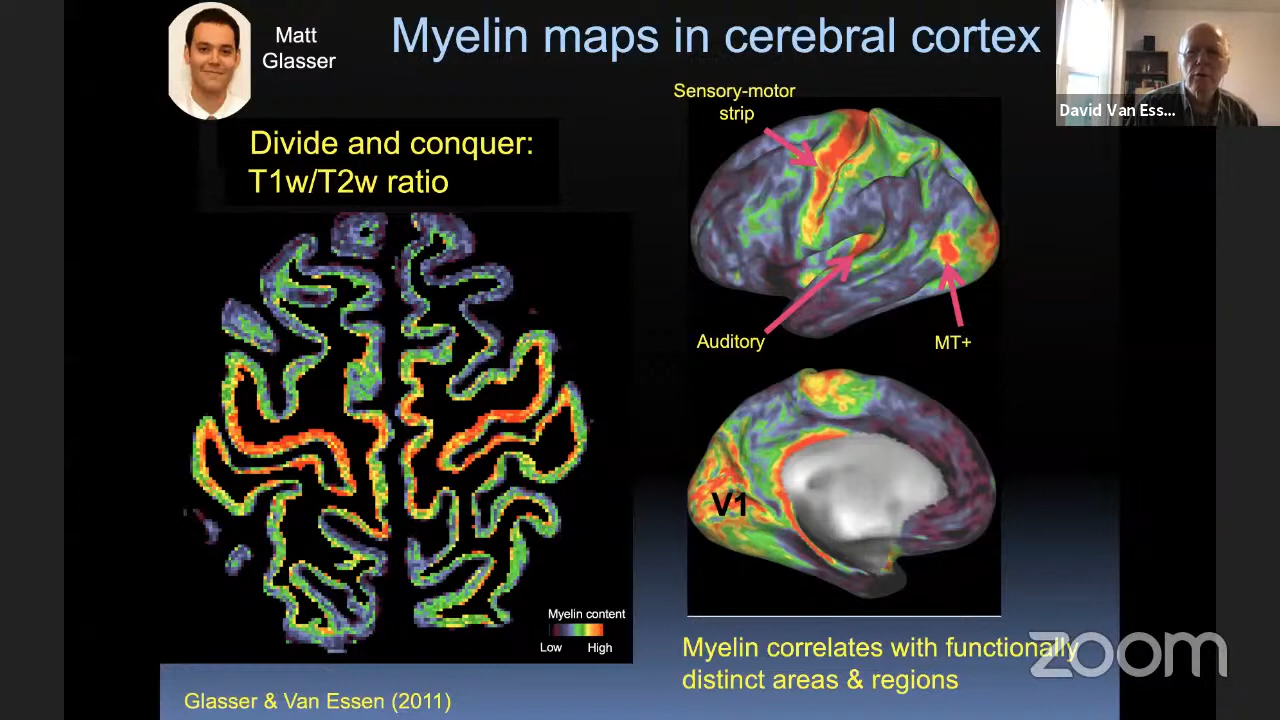 Matt
Glasser
Myelin maps in cerebral cortex
David Van Ess...
Divide and conquer:
T1w/T2w ratio
Sensory-motor
strip
Auditory
MT+
V1
Myelin content
Low High
Myelin correlates with functionally
distinct areas & regions
zoom
Glasser & Van Essen (2011)